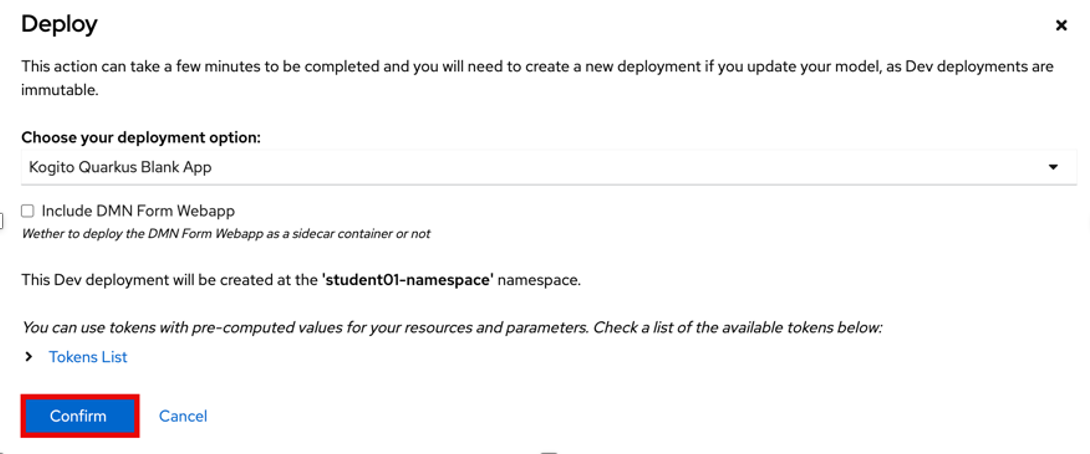 Deploy
This action can take a few minutes to be completed and you will need to create a new deployment if you update your model, as Dev deployments are
immutable.
Choose your deployment option:
Kogito Quarkus Blank App
Include DMN Form Webapp
Wether to deploy the DMN Form Webapp as a sidecar container or not
This Dev deployment will be created at the 'student01-namespace' namespace.
You can use tokens with pre-computed values for your resources and parameters. Check a list of the available tokens below:
Tokens List
Confirm Cancel